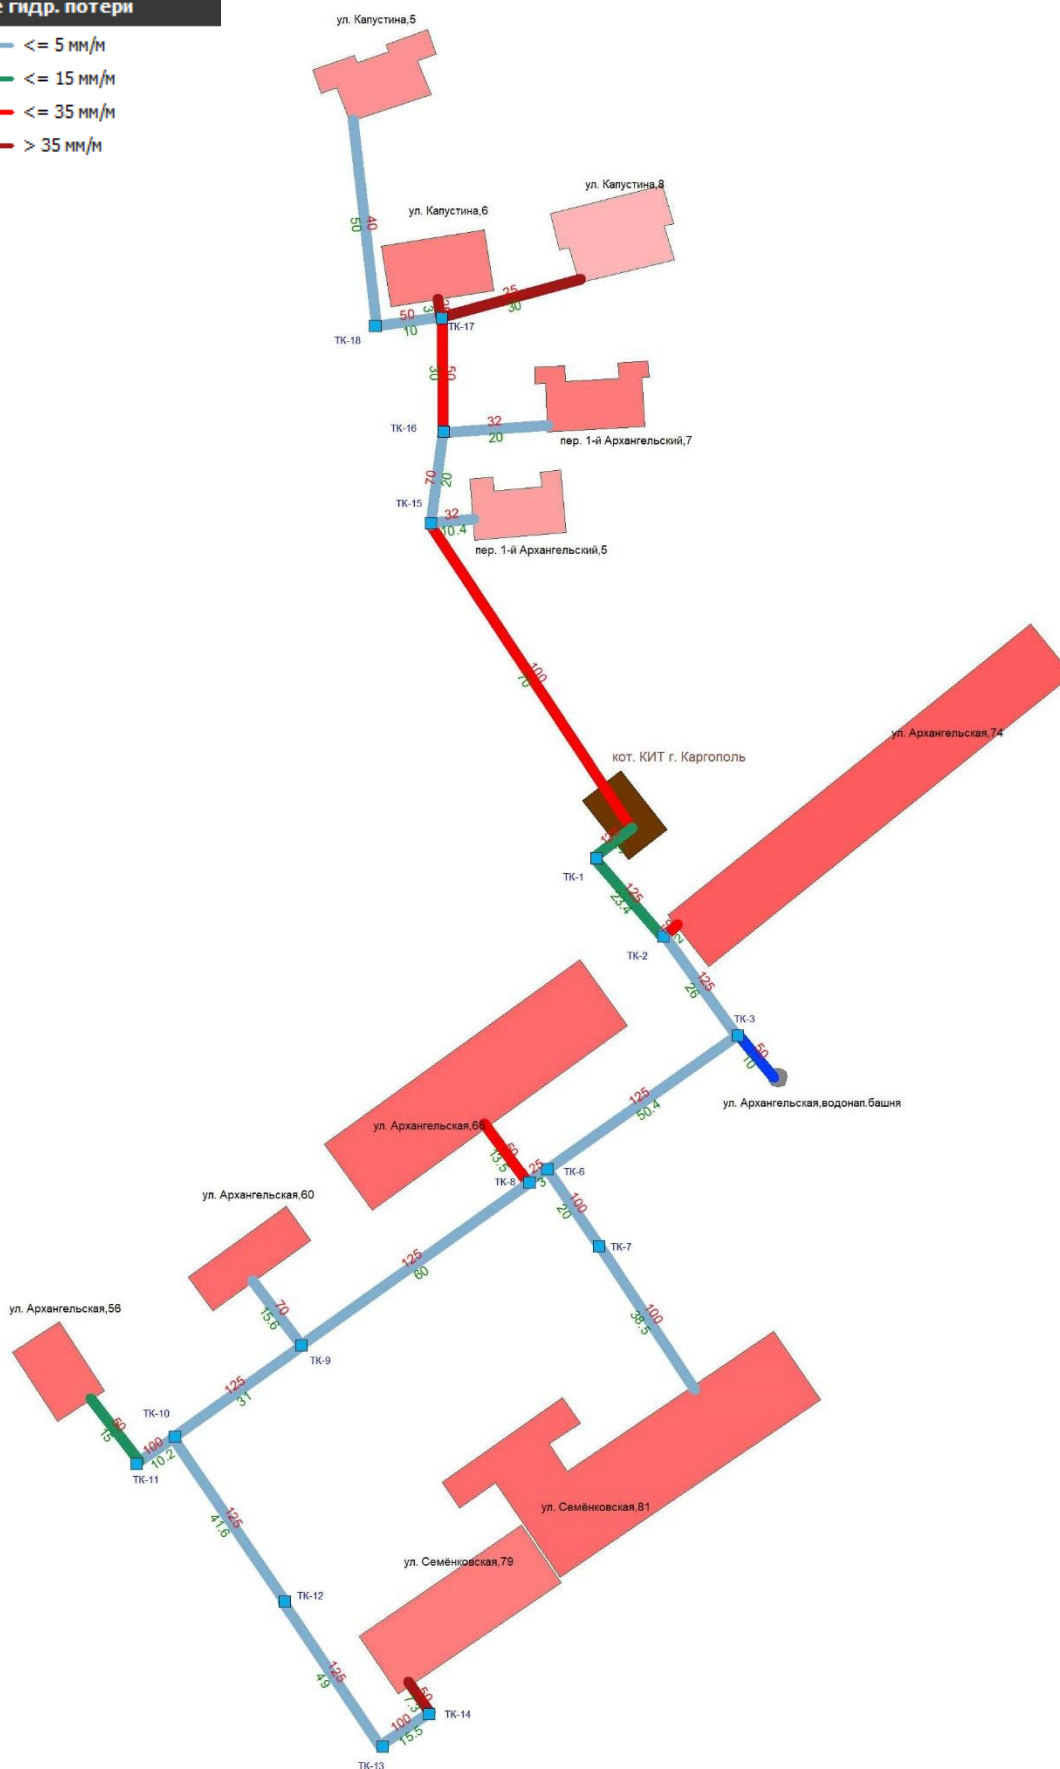 гидр. потери
<= 5 мм/м
<= 15 мм/м
<= 35 мм/м
> 35 мм/м
ул. Капустина,5
ул. Капустина,8
ул. Капустина,6
40
50
25
30
3
50
10
ТК-17
ТК-18
50
30
32
20
ТК-16
пер. 1-й Архангельский,7
70
20
ТК-15
32
10.4
пер. 1-й Архангельский,5
100
70
ул. Архангельская,74
кот. КИТ г. Каргополь
ТК-1
125
23.4
ТК-2
125
26
ТК-3
50
10
125
50.4
ул. Архангельская,водонап.башня
ул. Архангельская,66
50
13.5
25
3
ТК-6
ТК-8
100
20
ул. Архангельская,60
ТК-7
125
60
70
15.6
100
38.5
ул. Архангельская,56
ТК-9
125
31
ТК-10
50
15
100
10.2
ТК-11
ул. Семёнковская,81
125
41.6
ул. Семёнковская,79
ТК-12
125
49
50
7.3
ТК-14
100
15.5
ТК-13